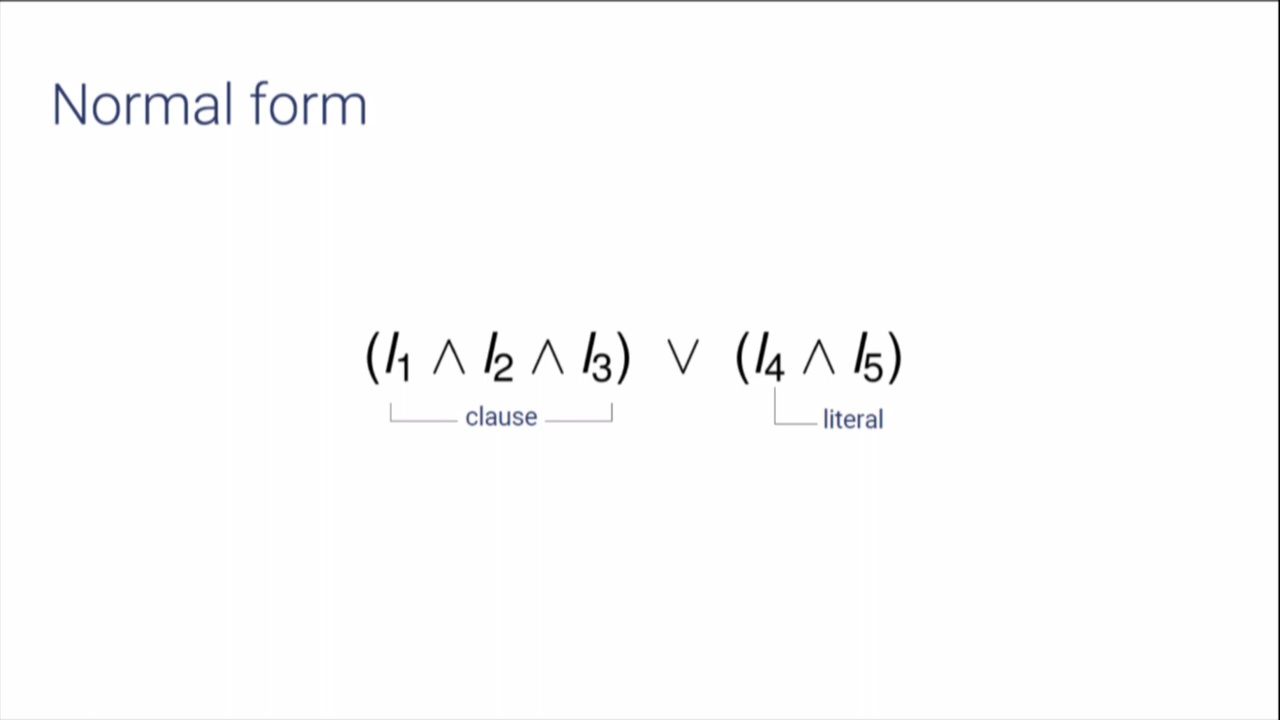 Normal form
(l₁ ∧ l₂ ∧ l₃) ∨ (l₄ ∧ l₅)
clause literal